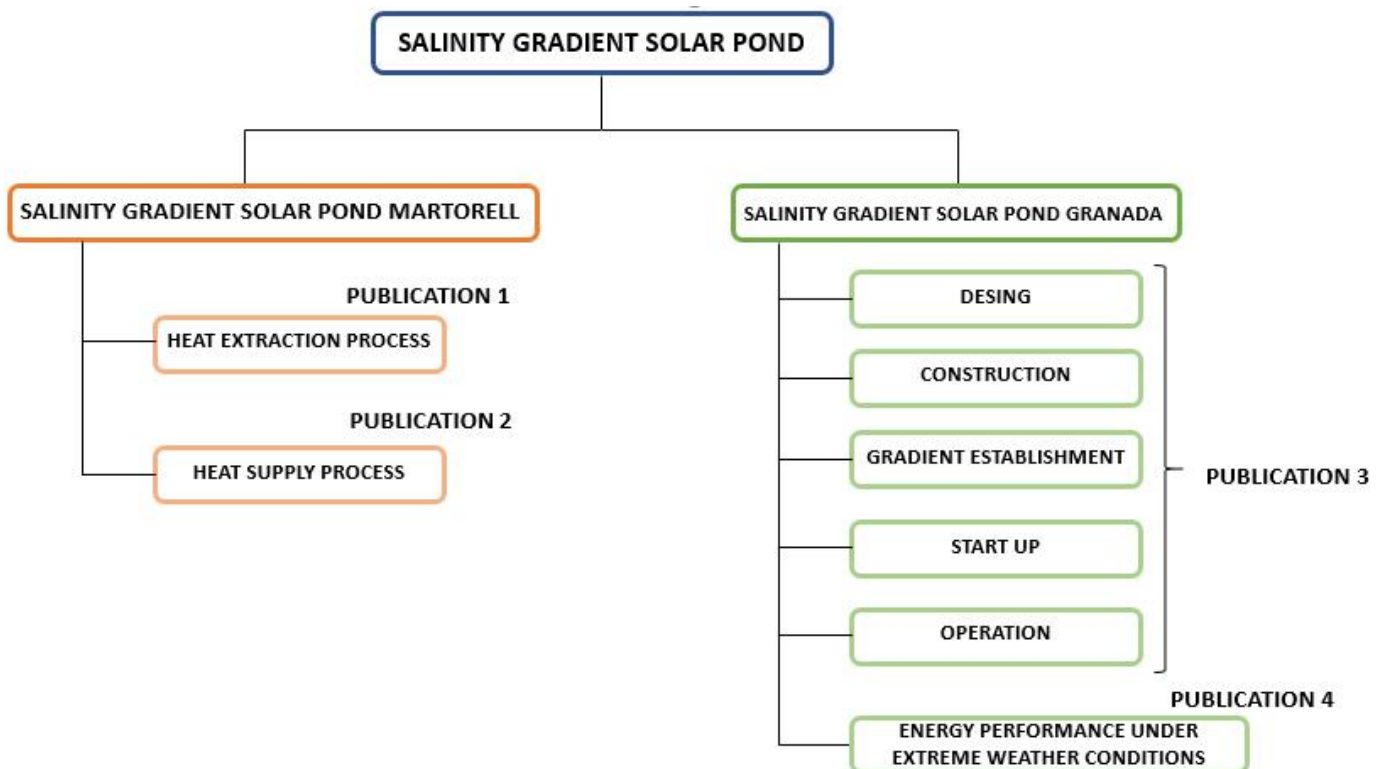 SALINITY GRADIENT SOLAR POND
SALINITY GRADIENT SOLAR POND MARTORELL
PUBLICATION 1
HEAT EXTRACTION PROCESS
PUBLICATION 2
HEAT SUPPLY PROCESS
SALINITY GRADIENT SOLAR POND GRANADA
DESING
CONSTRUCTION
GRADIENT ESTABLISHMENT
START UP
OPERATION
PUBLICATION 3
PUBLICATION 4
ENERGY PERFORMANCE UNDER
EXTREME WEATHER CONDITIONS